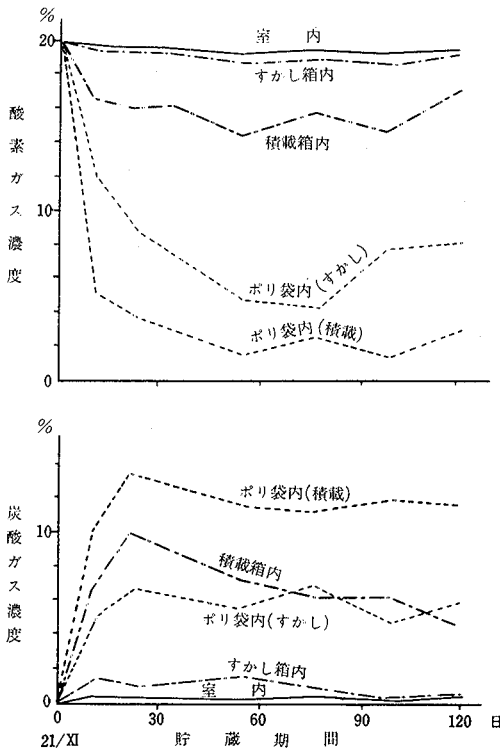 %
20
室 内
すかし箱内
積載箱内
酸素ガス濃度
10
ポリ袋内(すかし)
ポリ袋内(積載)
0
%
ポリ袋内(積載)
10
炭酸ガス濃度
積載箱内
ポリ袋内(すかし)
すかし箱内
室 内
0
0 30 60 90 120 日
21/XI 貯蔵期間